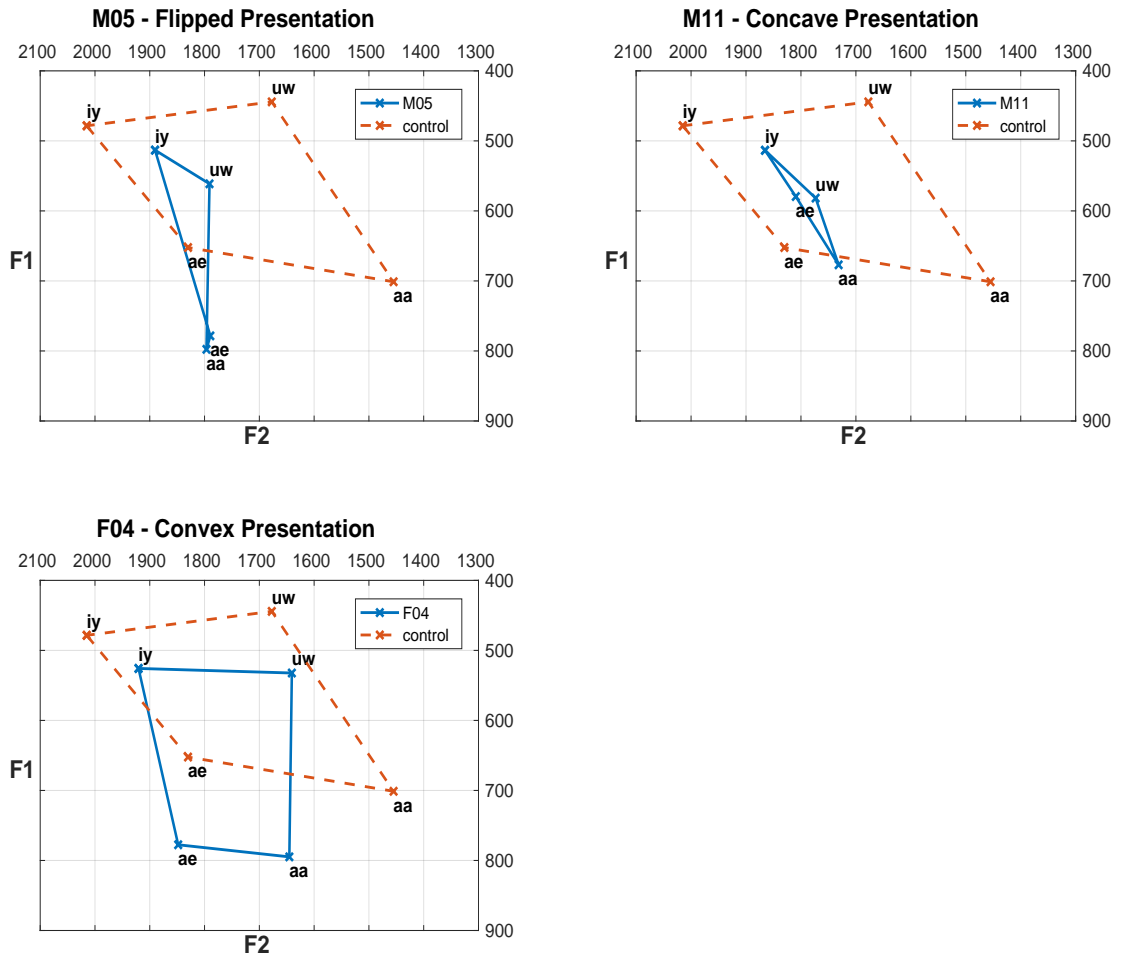 M05 - Flipped Presentation
2100 2000 1900 1800 1700 1600 1500 1400 1300
400
500
600
700
800
900
F1
F2
M05
control
iy
uw
iy
uw
ae
aa
ae
aa
M11 - Concave Presentation
2100 2000 1900 1800 1700 1600 1500 1400 1300
400
500
600
700
800
900
F1
F2
M11
control
iy
uw
iy
uw
ae
ae
aa
aa
F04 - Convex Presentation
2100 2000 1900 1800 1700 1600 1500 1400 1300
400
500
600
700
800
900
F1
F2
F04
control
uw
iy
iy
uw
ae
aa
ae
aa